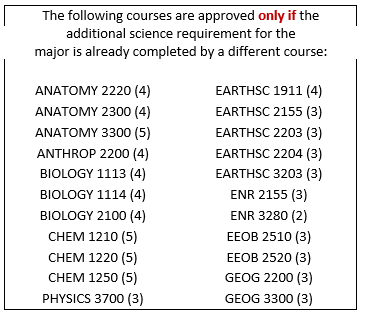 The following courses are approved only if the
additional science requirement for the
major is already completed by a different course:
ANATOMY 2220 (4)
ANATOMY 2300 (4)
ANATOMY 3300 (5)
ANTHROP 2200 (4)
BIOLOGY 1113 (4)
BIOLOGY 1114 (4)
BIOLOGY 2100 (4)
CHEM 1210 (5)
CHEM 1220 (5)
CHEM 1250 (5)
PHYSICS 3700 (3)
EARTHSC 1911 (4)
EARTHSC 2155 (3)
EARTHSC 2203 (3)
EARTHSC 2204 (3)
EARTHSC 3203 (3)
ENR 2155 (3)
ENR 3280 (2)
EEOB 2510 (3)
EEOB 2520 (3)
GEOG 2200 (3)
GEOG 3300 (3)